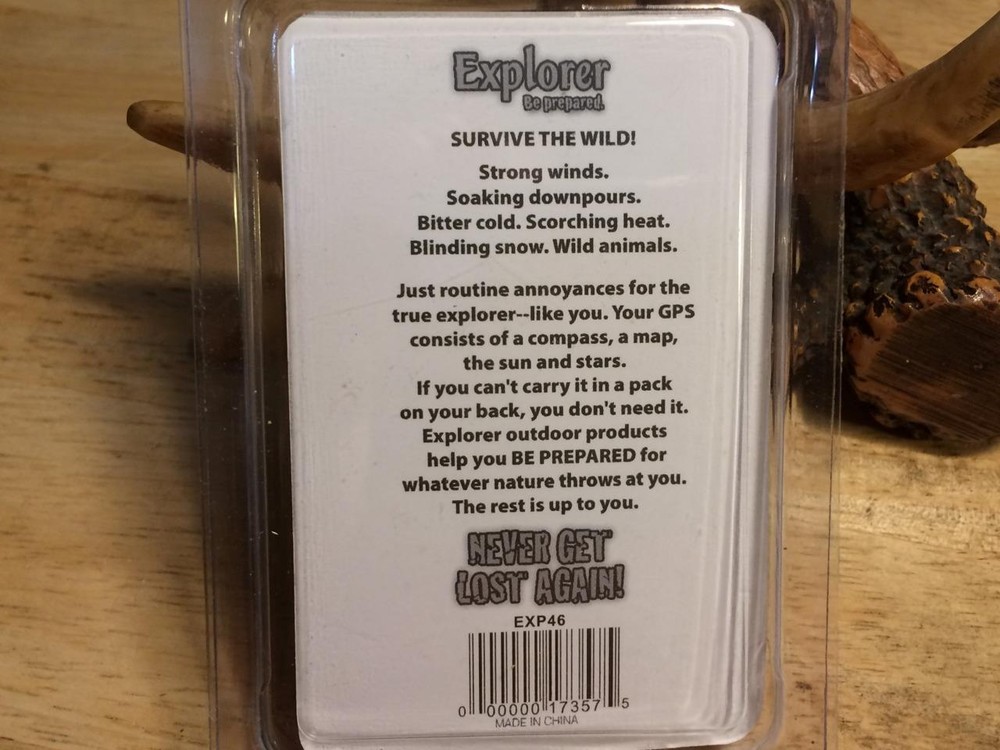 Explorer
Be prepared.
SURVIVE THE WILD!
Strong winds.
Soaking downpours.
Bitter cold. Scorching heat.
Blinding snow. Wild animals.
Just routine annoyances for the
true explorer--like you. Your GPS
consists of a compass, a map,
the sun and stars.
If you can't carry it in a pack
on your back, you don't need it.
Explorer outdoor products
help you BE PREPARED for
whatever nature throws at you.
The rest is up to you.
NEVER GET
LOST AGAIN!
EXP46
0 00000 17357 5
MADE IN CHINA